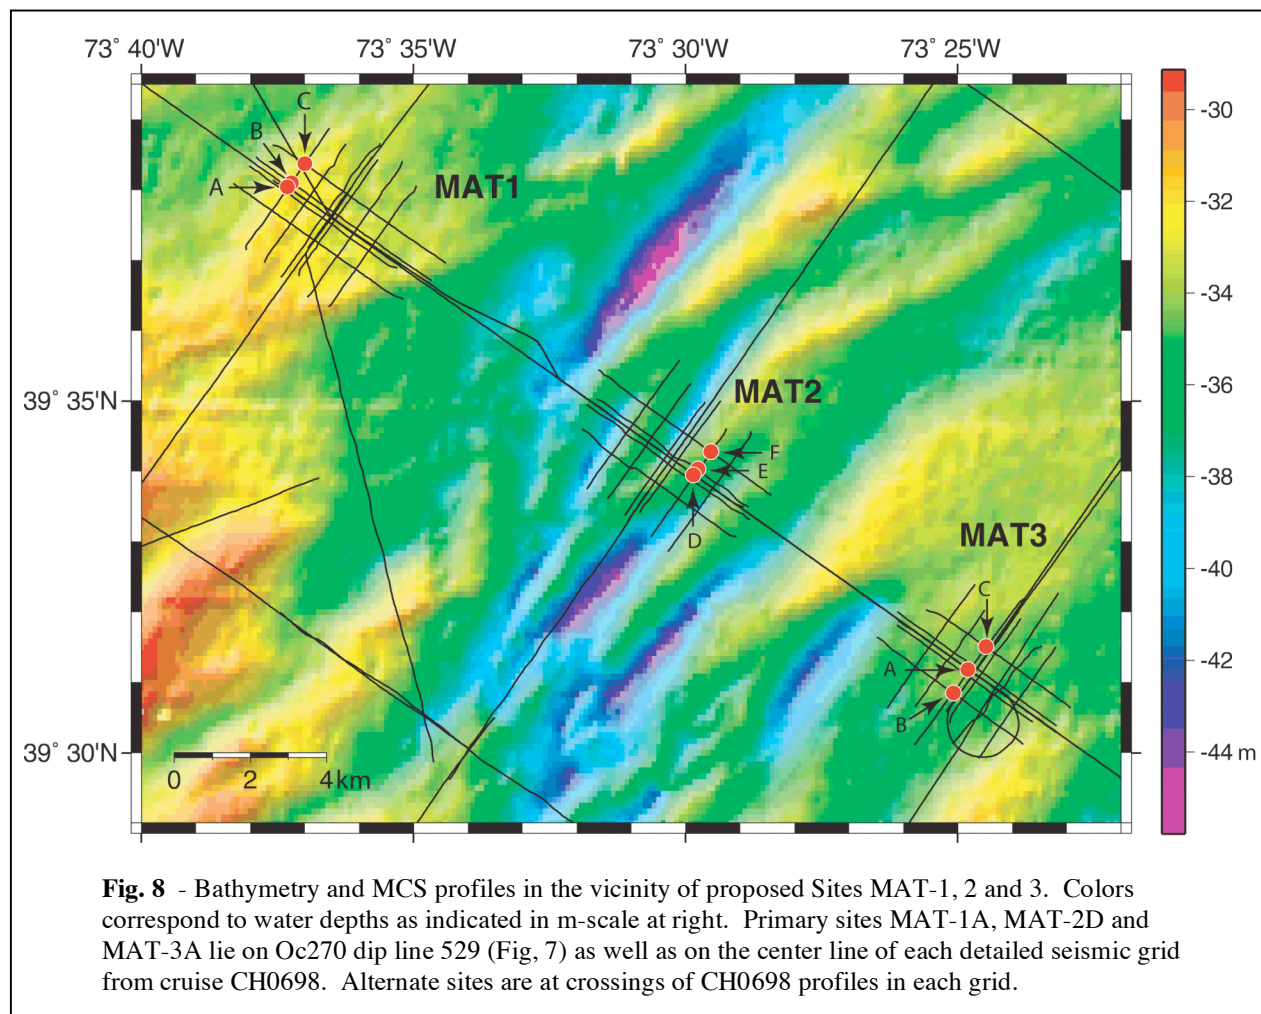 73° 40'W 73° 35'W 73° 30'W 73° 25'W
C
B
A
MAT1
-30
-32
-34
39° 35'N
MAT2
-36
F
E
D
-38
MAT3
-40
C
A
-42
B
39° 30'N
-44 m
0 2 4km
Fig. 8 - Bathymetry and MCS profiles in the vicinity of proposed Sites MAT-1, 2 and 3. Colors
correspond to water depths as indicated in m-scale at right. Primary sites MAT-1A, MAT-2D and
MAT-3A lie on Oc270 dip line 529 (Fig, 7) as well as on the center line of each detailed seismic grid
from cruise CH0698. Alternate sites are at crossings of CH0698 profiles in each grid.